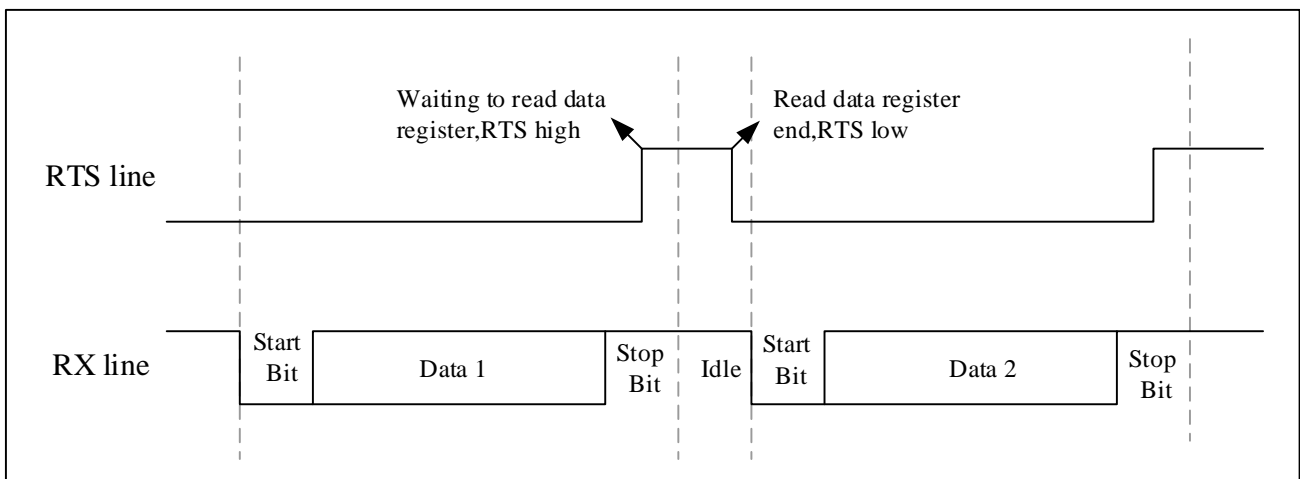 Waiting to read data
register,RTS high
Read data register
end,RTS low
RTS line
RX line
Start
Bit
Data 1
Stop
Bit
Idle
Start
Bit
Data 2
Stop
Bit